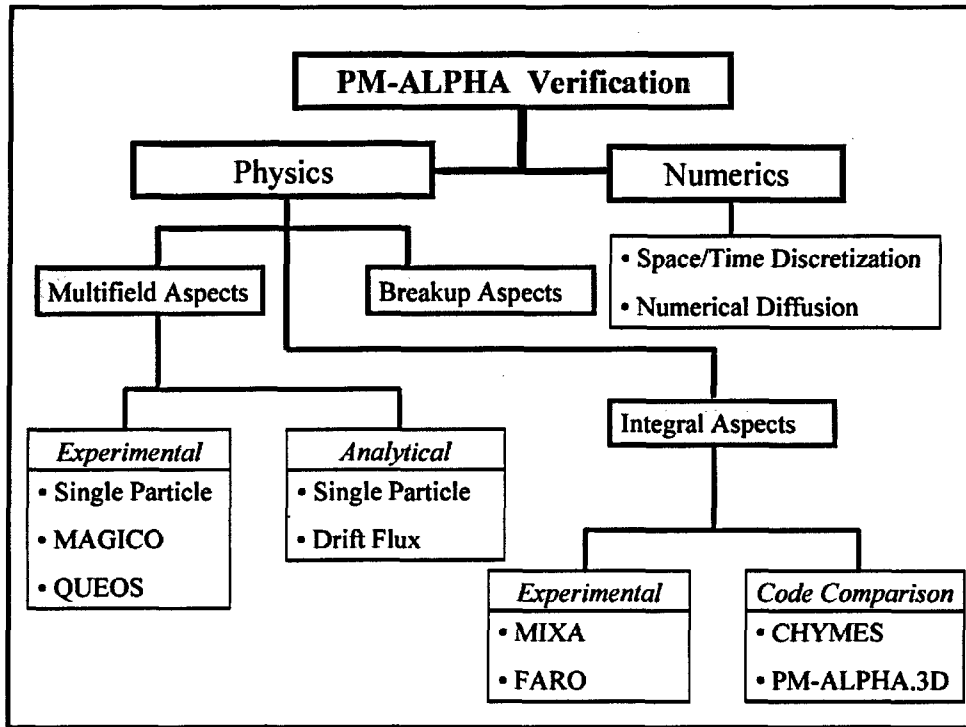 PM-ALPHA Verification
Physics
Numerics
• Space/Time Discretization
• Numerical Diffusion
Multifield Aspects
Breakup Aspects
Integral Aspects
Experimental
• Single Particle
• MAGICO
• QUEOS
Analytical
• Single Particle
• Drift Flux
Experimental
• MIXA
• FARO
Code Comparison
• CHYMES
• PM-ALPHA.3D